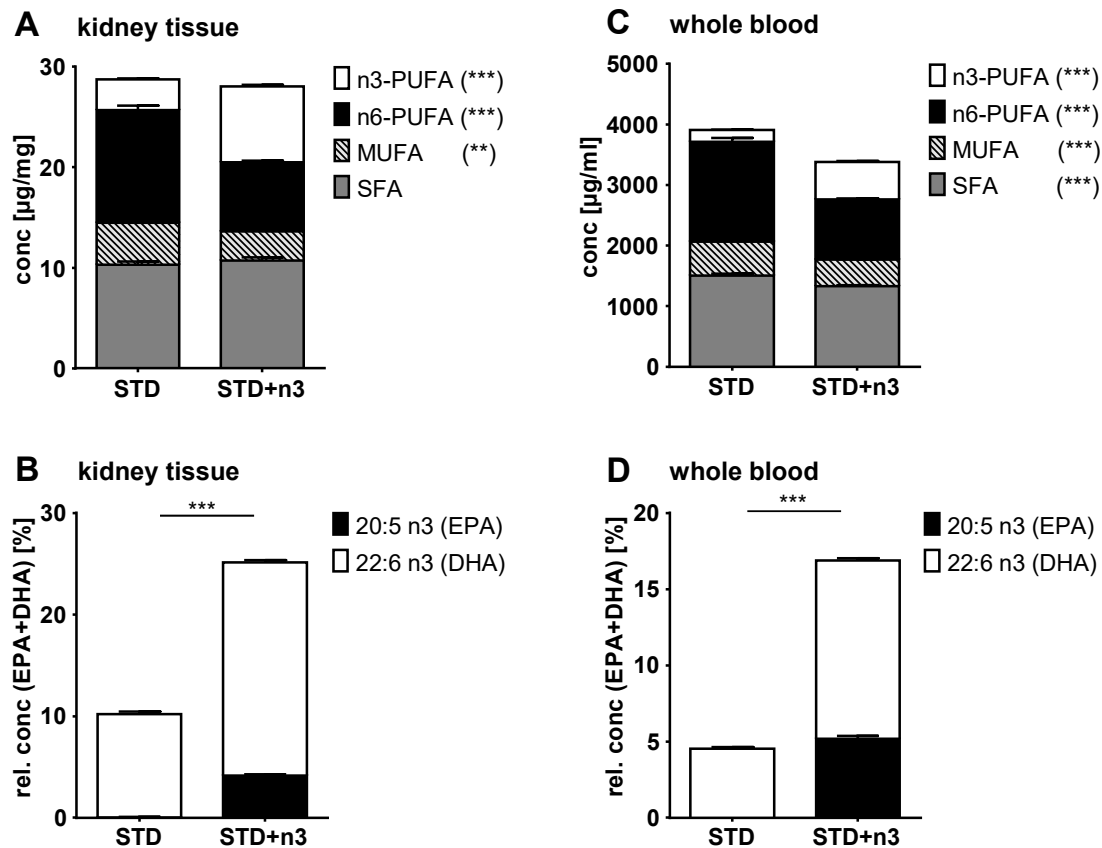 A kidney tissue
conc [µg/mg]
30
20
10
0
STD STD+n3
n3-PUFA (***)
n6-PUFA (***)
MUFA (**)
SFA
C whole blood
conc [µg/ml]
5000
4000
3000
2000
1000
0
STD STD+n3
n3-PUFA (***)
n6-PUFA (***)
MUFA (***)
SFA (***)
B kidney tissue
rel. conc (EPA+DHA) [%]
30
20
10
0
***
STD STD+n3
20:5 n3 (EPA)
22:6 n3 (DHA)
D whole blood
rel. conc (EPA+DHA) [%]
20
15
10
5
0
***
STD STD+n3
20:5 n3 (EPA)
22:6 n3 (DHA)